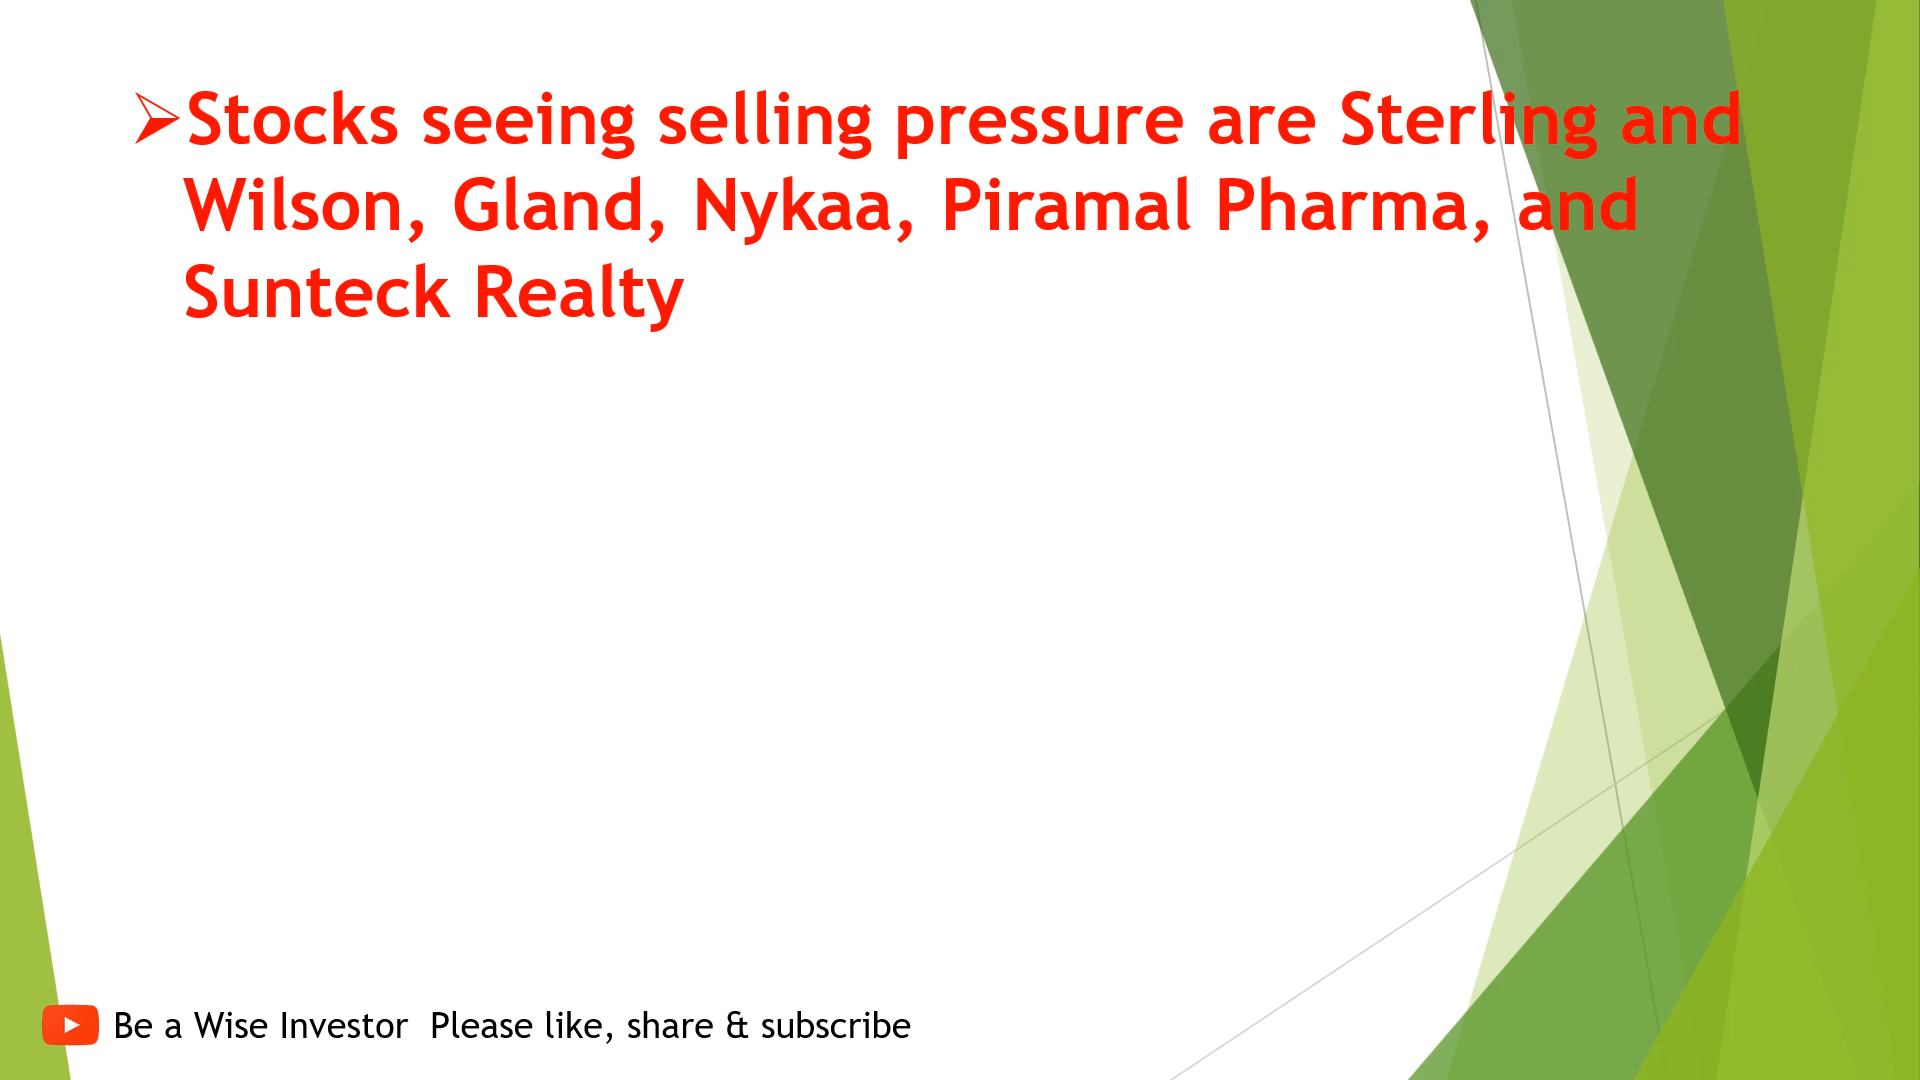 ➢Stocks seeing selling pressure are Sterling and
Wilson, Gland, Nykaa, Piramal Pharma, and
Sunteck Realty
Be a Wise Investor  Please like, share & subscribe